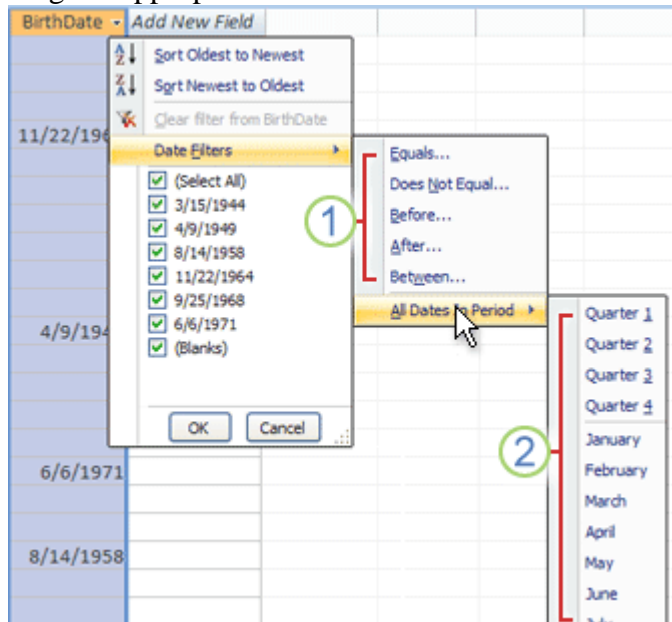 BirthDate Add New Field
Sort Oldest to Newest
Sort Newest to Oldest
Clear filter from BirthDate
Date Filters
(Select All)
3/15/1944
4/9/1949
8/14/1958
11/22/1964
9/25/1968
6/6/1971
(Blanks)
OK Cancel
11/22/196
4/9/194
6/6/1971
8/14/1958
1
Equals...
Does Not Equal...
Before...
After...
Between...
All Dates In Period
2
Quarter 1
Quarter 2
Quarter 3
Quarter 4
January
February
March
April
May
June